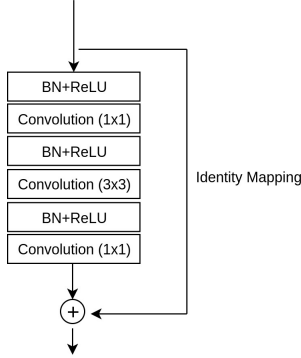 BN+ReLU
Convolution (1x1)
BN+ReLU
Convolution (3x3)
BN+ReLU
Convolution (1x1)
Identity Mapping
+